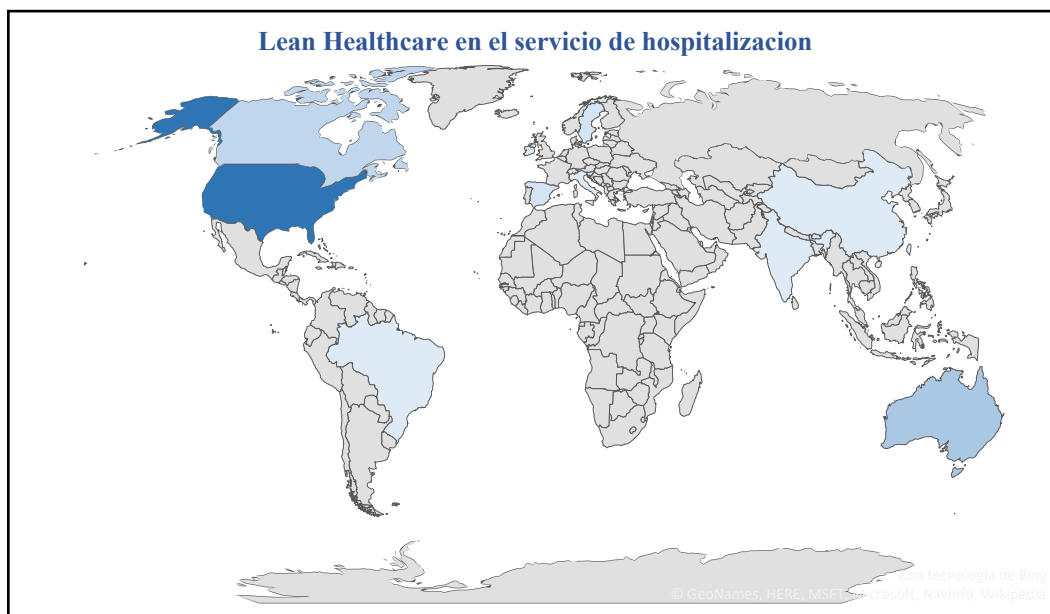 Lean Healthcare en el servicio de hospitalizacion
Con tecnología de Bing
© GeoNames, HERE, MSFT, Microsoft, NavInfo, Wikipedia